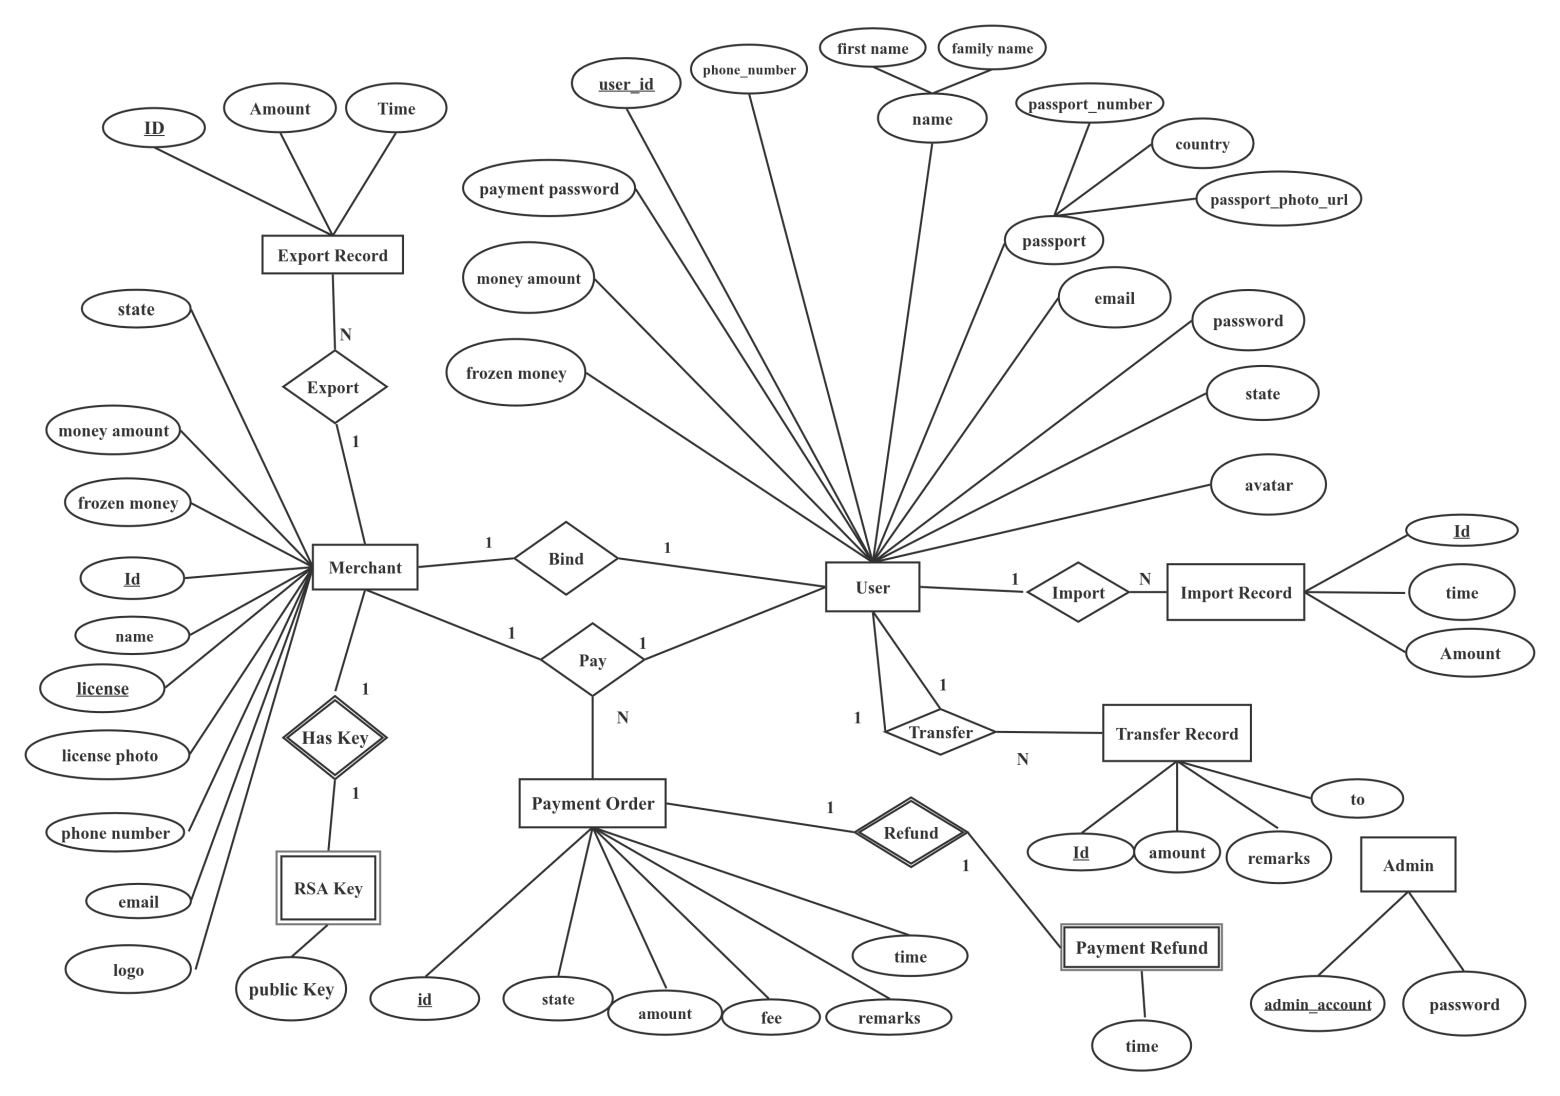 first name
family name
user_id
phone_number
ID
Amount
Time
name
passport_number
country
payment password
passport_photo_url
passport
Export Record
money amount
email
state
password
N
Export
frozen money
state
money amount
1
avatar
frozen money
Id
1
Bind
1
Merchant
Id
User
1
Import
N
Import Record
time
name
1
Pay
1
Amount
license
1
1
1
N
Transfer
Transfer Record
Has Key
license photo
N
1
Payment Order
1
Refund
to
phone number
1
Id
amount
remarks
Admin
RSA Key
email
Payment Refund
time
logo
public Key
id
state
amount
fee
remarks
admin_account
password
time